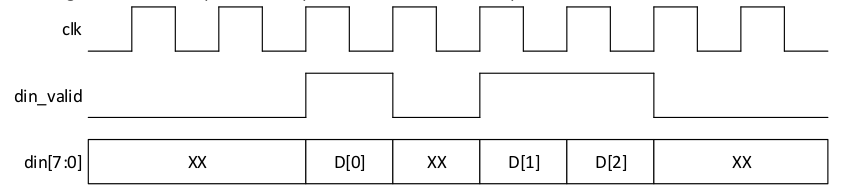 clk
din_valid
din[7:0] XX D[0] XX D[1] D[2] XX